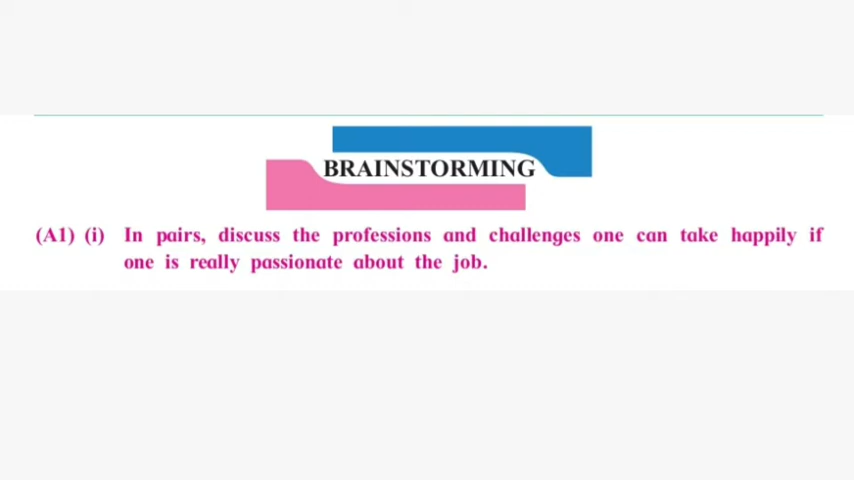 BRAINSTORMING
(A1) (i) In pairs, discuss the professions and challenges one can take happily if
one is really passionate about the job.